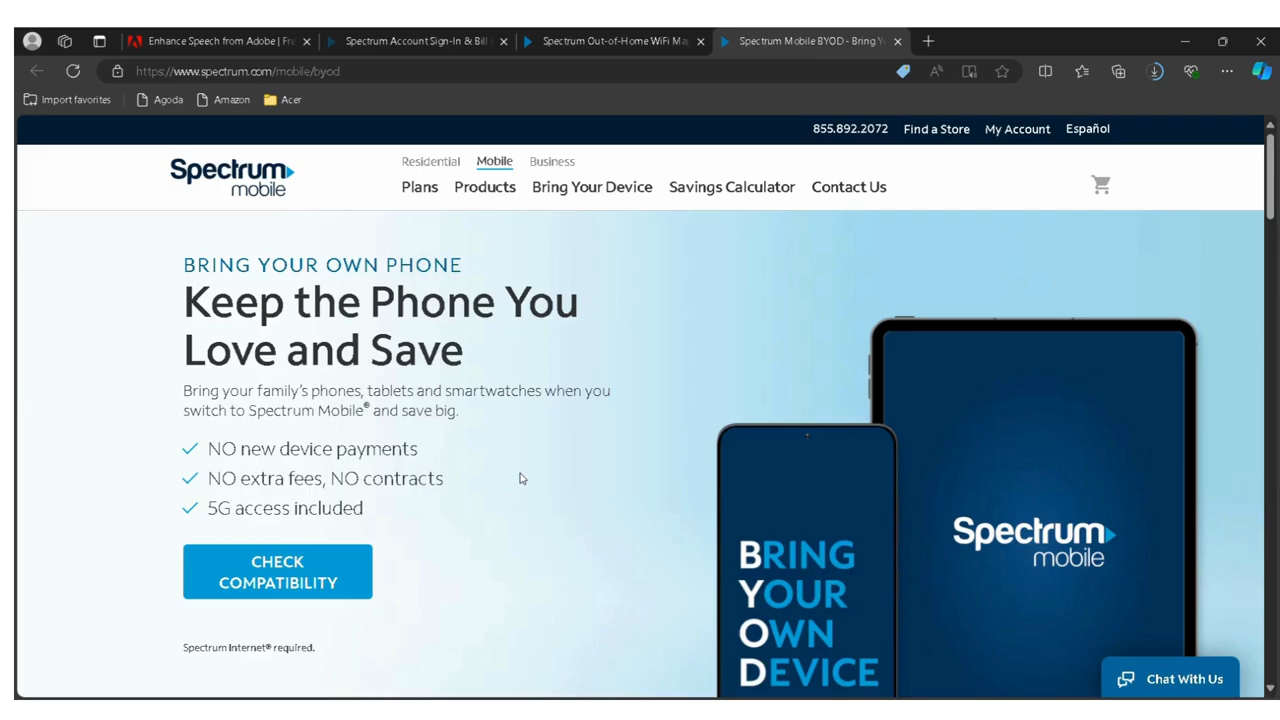 Enhance Speech from Adobe | Fre
Spectrum Account Sign-In & Bill
Spectrum Out-of-Home WiFi Ma
Spectrum Mobile BYOD - Bring Y
https://www.spectrum.com/mobile/byod
Import favorites
Agoda
Amazon
Acer
855.892.2072 Find a Store My Account Español
Spectrum
mobile
Residential Mobile Business
Plans Products Bring Your Device Savings Calculator Contact Us
BRING YOUR OWN PHONE
Keep the Phone You
Love and Save
Bring your family's phones, tablets and smartwatches when you
switch to Spectrum Mobile® and save big.
NO new device payments
NO extra fees, NO contracts
5G access included
CHECK
COMPATIBILITY
Spectrum Internet® required.
BRING
YOUR
OWN
DEVICE
Spectrum
mobile
Chat With Us